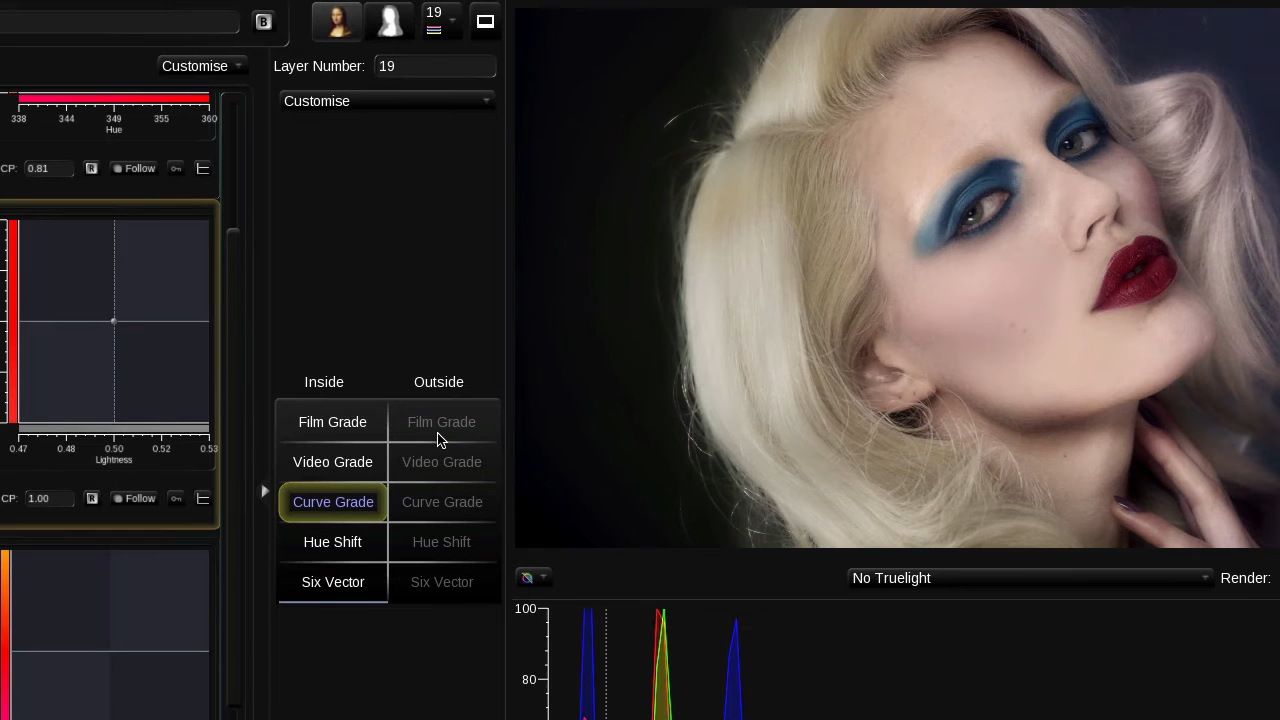 B
19
Customise
Layer Number: 19
Customise
338 344 349 355 360
Hue
CP: 0.81 R Follow
0.47 0.48 0.50 0.52 0.53
Lightness
CP: 1.00 R Follow
Inside Outside
Film Grade Film Grade
Video Grade Video Grade
Curve Grade Curve Grade
Hue Shift Hue Shift
Six Vector Six Vector
No Truelight Render:
100
80